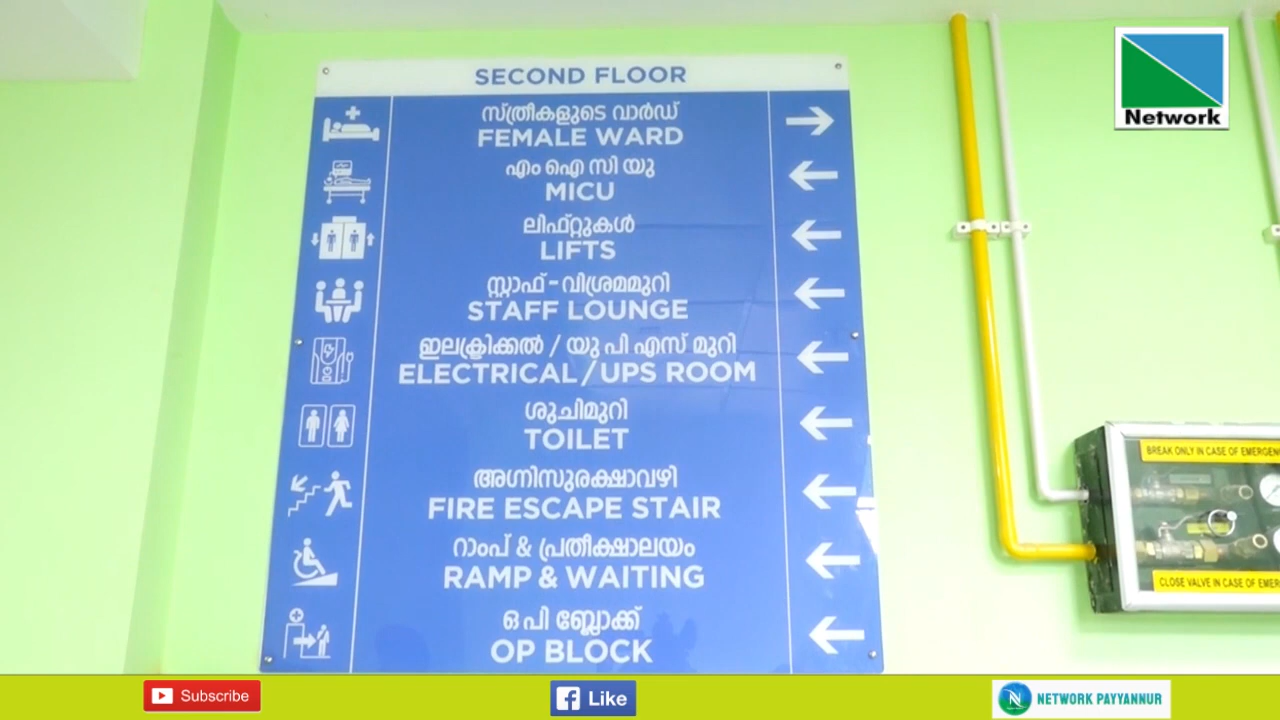 Network
SECOND FLOOR
സ്ത്രീകളുടെ വാർഡ്
FEMALE WARD
എം ഐ സി യു
MICU
ലിഫ്റ്റുകൾ
LIFTS
സ്റ്റാഫ് - വിശ്രമമുറി
STAFF LOUNGE
ഇലക്ട്രിക്കൽ / യു പി എസ് മുറി
ELECTRICAL / UPS ROOM
ശുചിമുറി
TOILET
അഗ്നിസുരക്ഷാവഴി
FIRE ESCAPE STAIR
റാംപ് & പ്രതീക്ഷാലയം
RAMP & WAITING
ഒ പി ബ്ലോക്ക്
OP BLOCK
BREAK ONLY IN CASE OF EMERGENC
CLOSE VALVE IN CASE OF EMER
Subscribe
Like
N NETWORK PAYYANNUR